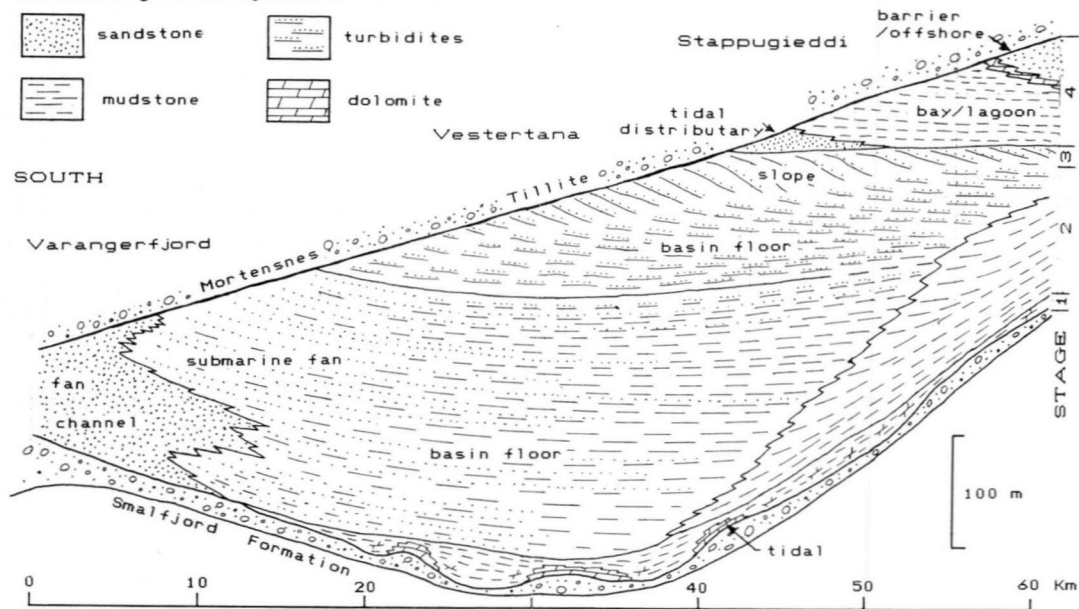 sandstone
turbidites
mudstone
dolomite
barrier
/offshore
Stappugieddi
4
bay/lagoon
tidal
distributary
Vestertana
3
SOUTH
slope
Tillite
2
Varangerfjord
basin floor
Mortensnes
1
submarine fan
STAGE
fan
channel
basin floor
100 m
Smalfjord Formation
tidal
0 10 20 40 50 60 Km